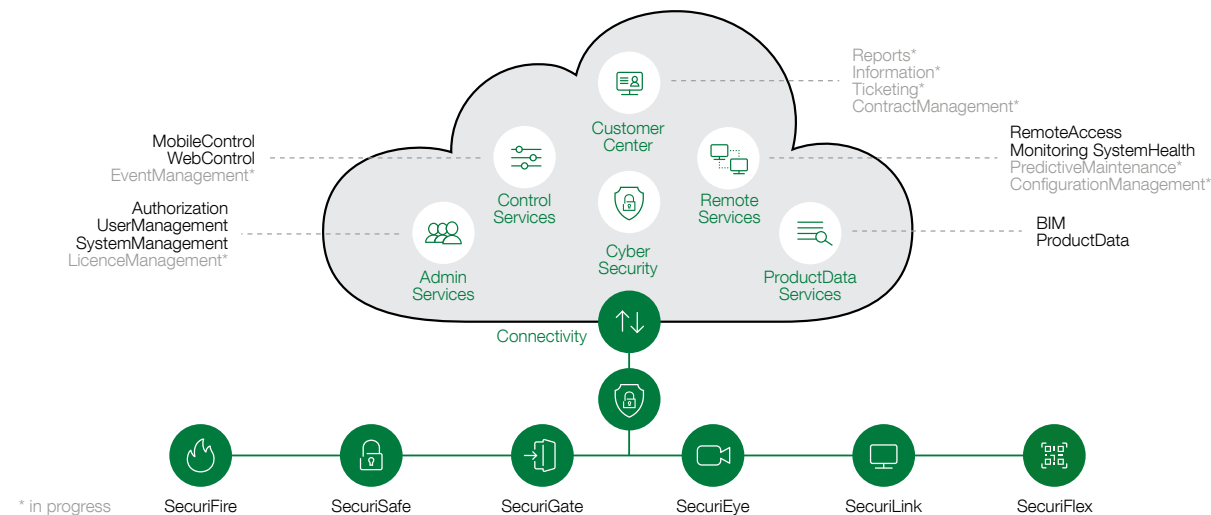 Reports*
Information*
Ticketing*
ContractManagement*
Customer
Center
MobileControl
WebControl
EventManagement*
RemoteAccess
Monitoring SystemHealth
PredictiveMaintenance*
ConfigurationManagement*
Control
Services
Remote
Services
Authorization
UserManagement
SystemManagement
LicenceManagement*
BIM
ProductData
Cyber
Security
Admin
Services
ProductData
Services
Connectivity
* in progress
SecuriFire
SecuriSafe
SecuriGate
SecuriEye
SecuriLink
SecuriFlex